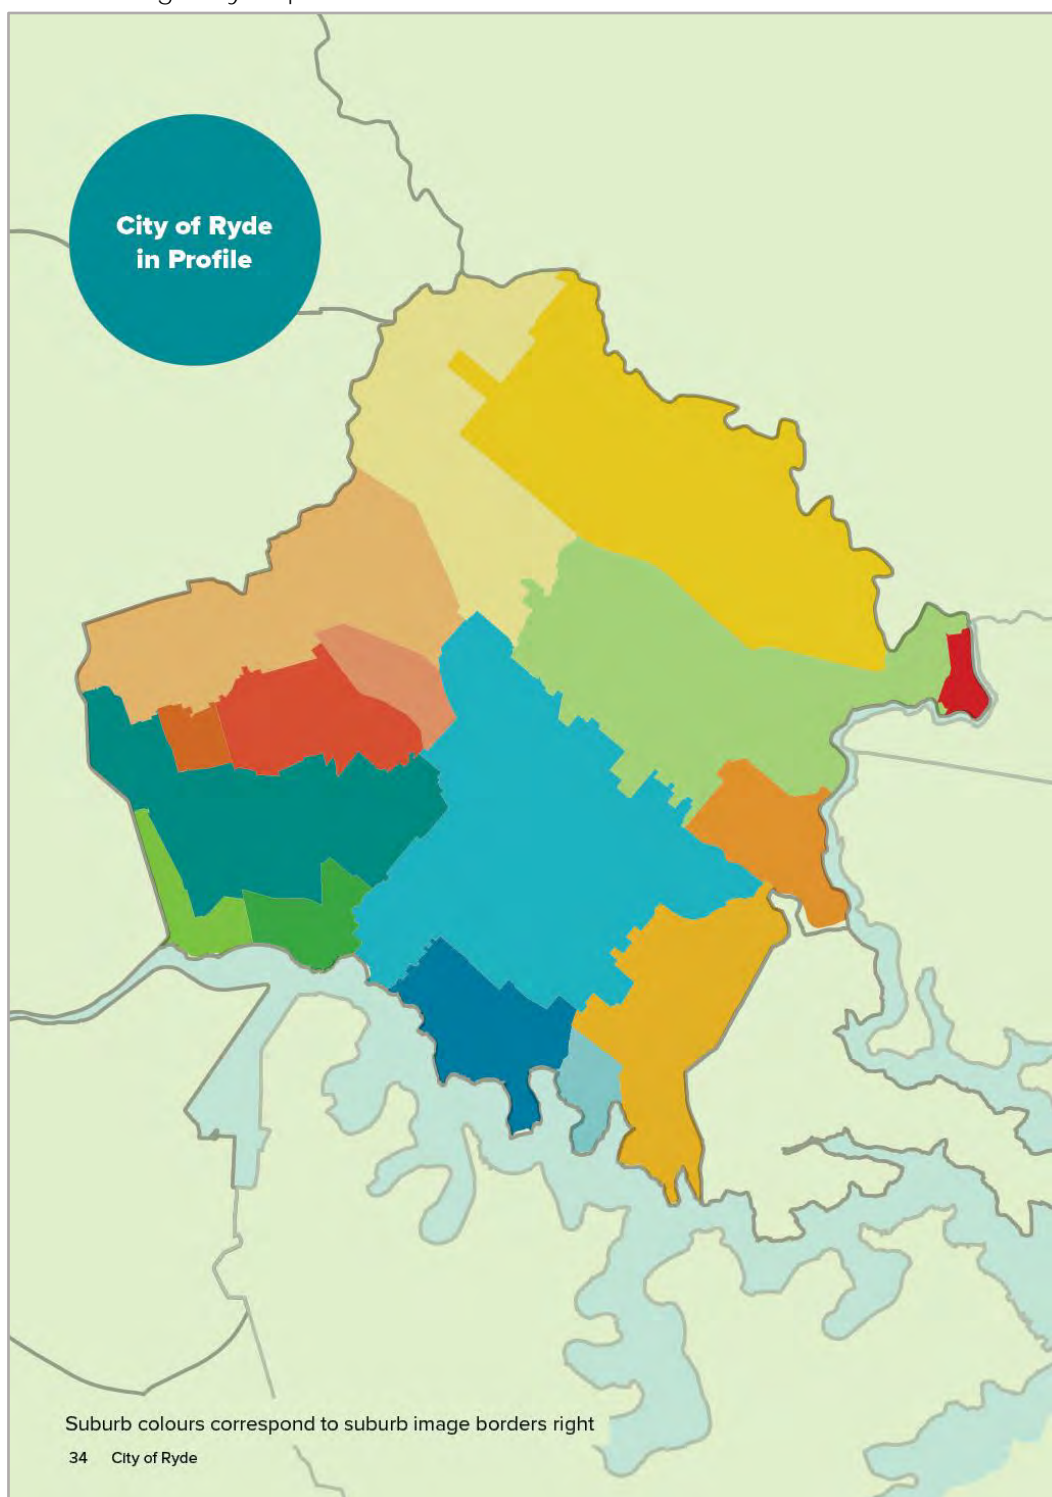 City of Ryde
in Profile
Suburb colours correspond to suburb image borders right
34 City of Ryde